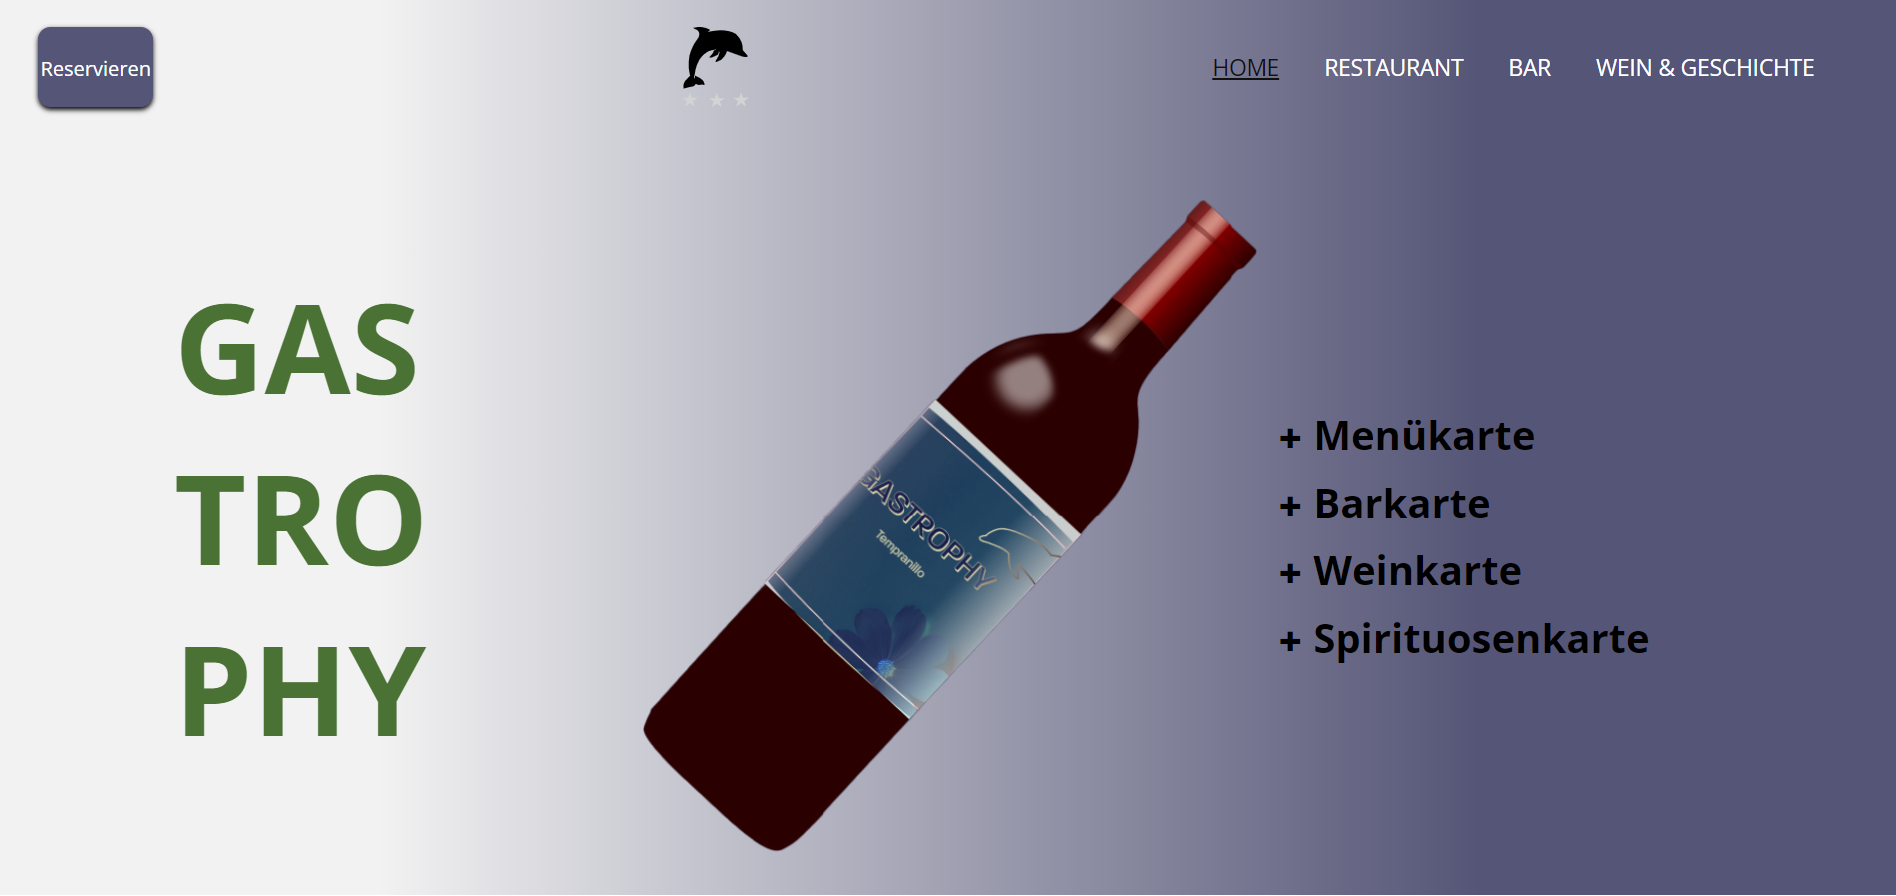 Reservieren
HOME
RESTAURANT
BAR
WEIN & GESCHICHTE
GAS
TRO
PHY
GASTROPHY
Tempranillo
+ Menükarte
+ Barkarte
+ Weinkarte
+ Spirituosenkarte